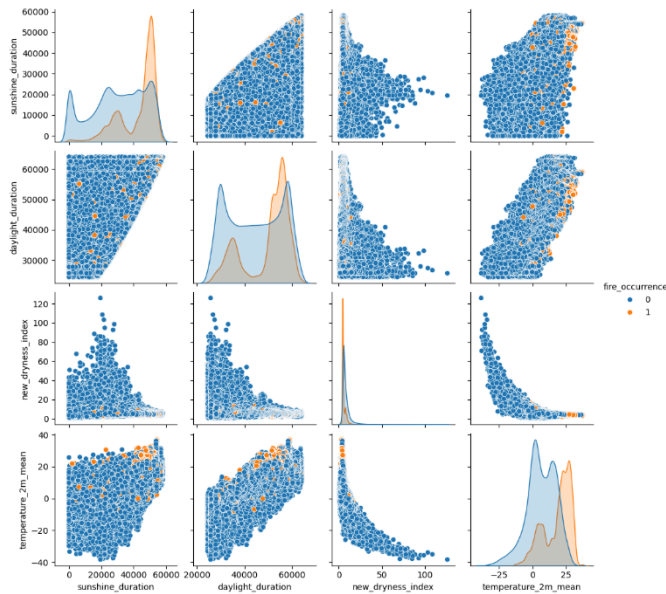 60000
50000
40000
30000
20000
10000
0
sunshine_duration
60000
50000
40000
30000
daylight_duration
fire_occurrence
0
1
120
100
80
60
40
20
0
new_dryness_index
40
20
0
−20
−40
temperature_2m_mean
0 20000 40000 60000
20000 40000 60000
0 50 100
−25 0 25
sunshine_duration daylight_duration new_dryness_index temperature_2m_mean